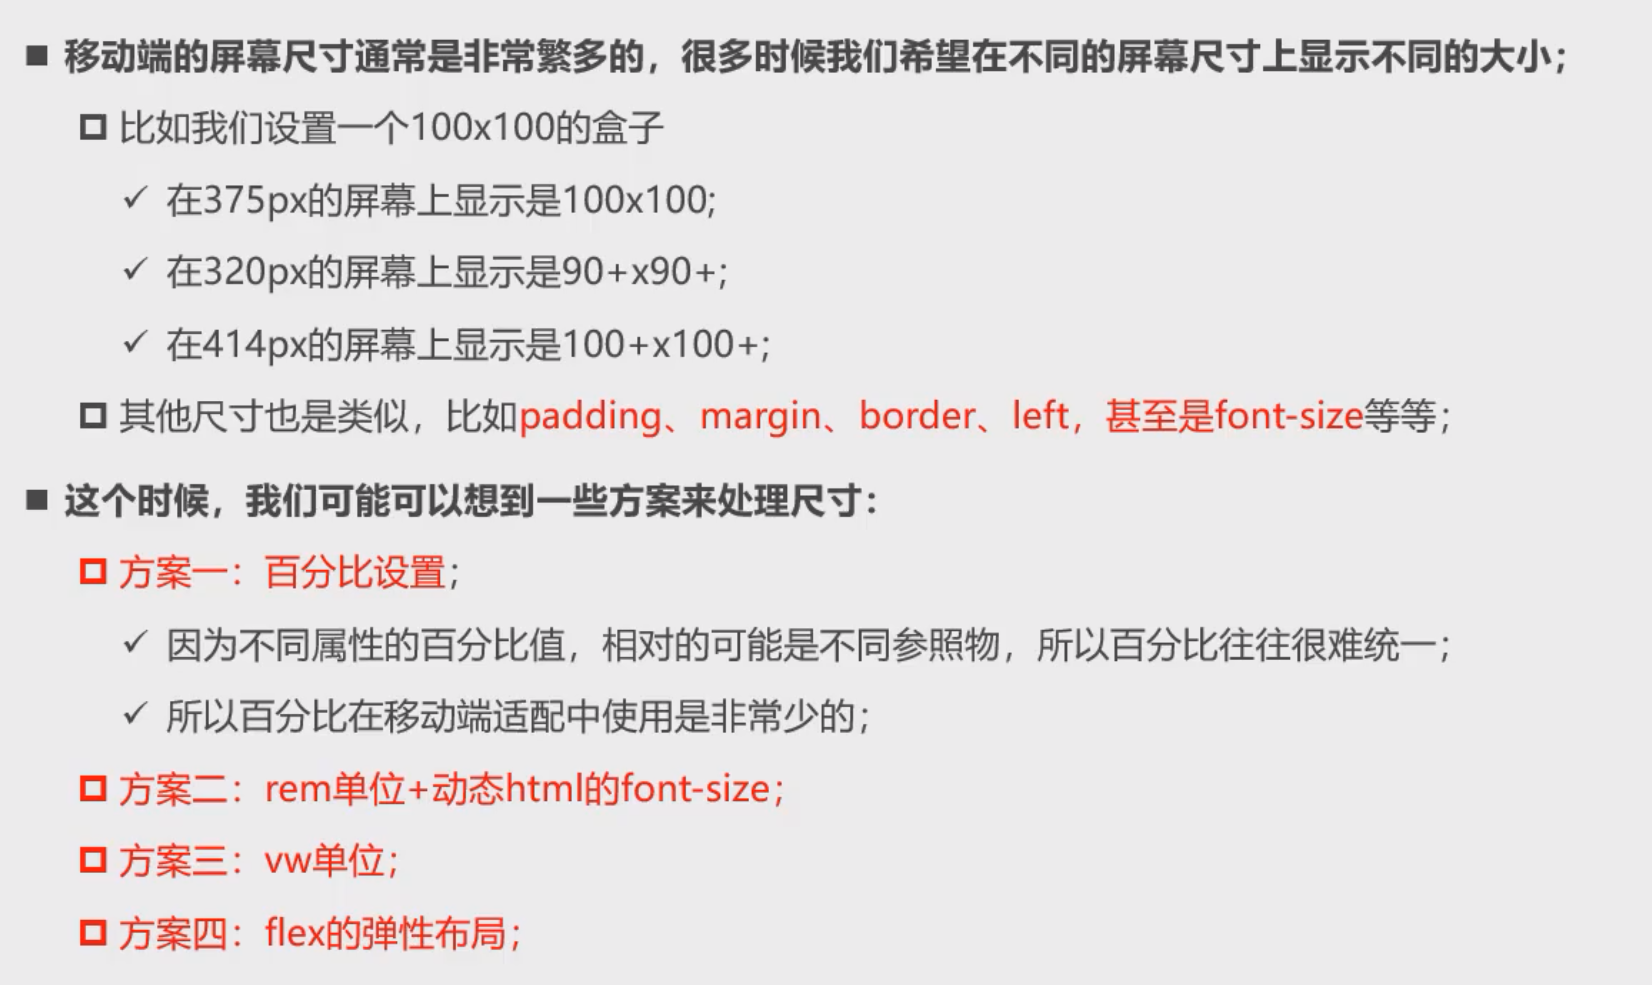 移动端的屏幕尺寸通常是非常繁多的，很多时候我们希望在不同的屏幕尺寸上显示不同的大小；
比如我们设置一个100x100的盒子
在375px的屏幕上显示是100x100;
在320px的屏幕上显示是90+x90+;
在414px的屏幕上显示是100+x100+;
其他尺寸也是类似，比如padding、margin、border、left，甚至是font-size等等；
这个时候，我们可能可以想到一些方案来处理尺寸：
方案一：百分比设置；
因为不同属性的百分比值，相对的可能是不同参照物，所以百分比往往很难统一；
所以百分比在移动端适配中使用是非常少的；
方案二：rem单位+动态html的font-size；
方案三：vw单位；
方案四：flex的弹性布局；